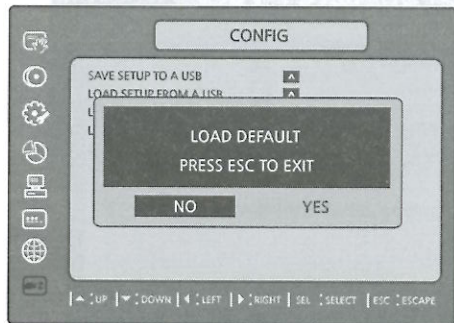 CONFIG
SAVE SETUP TO A USB
LOAD SETUP FROM A USB
L
L
LOAD DEFAULT
PRESS ESC TO EXIT
NO YES
UP DOWN LEFT RIGHT SEL SELECT ESC ESCAPE